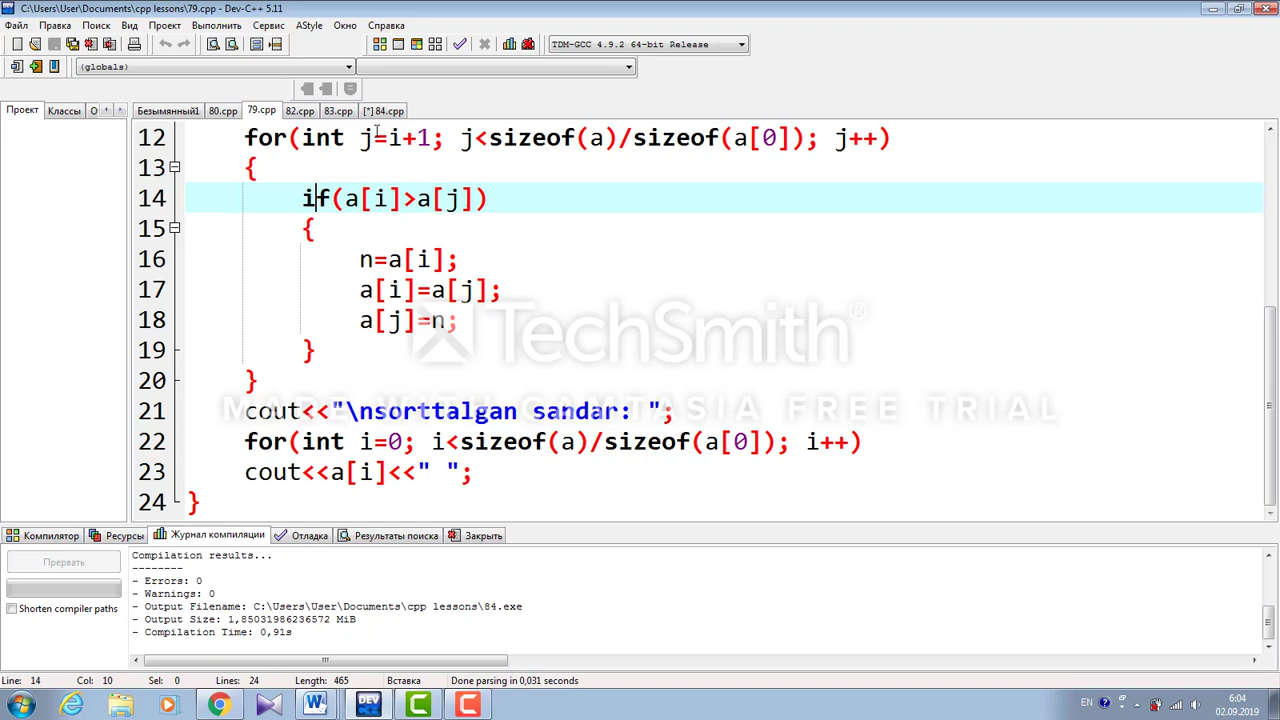 C:\Users\User\Documents\cpp lessons\79.cpp - Dev-C++ 5.11
Файл Правка Поиск Вид Проект Выполнить Сервис AStyle Окно Справка
TDM-GCC 4.9.2 64-bit Release
(globals)
Проект Классы О Безымянный1 80.cpp 79.cpp 82.cpp 83.cpp [*] 84.cpp
12 for(int j=i+1; j<sizeof(a)/sizeof(a[0]); j++)
13 {
14 if(a[i]>a[j])
15 {
16 n=a[i];
17 a[i]=a[j];
18 a[j]=n;
19 }
20 }
21 cout<<"\nsorttalgan sandar: ";
22 for(int i=0; i<sizeof(a)/sizeof(a[0]); i++)
23 cout<<a[i]<<" ";
24 }
TechSmith®
MADE WITH CAMTASIA FREE TRIAL
Компилятор Ресурсы Журнал компиляции Отладка Результаты поиска Закрыть
Прервать
Shorten compiler paths
Compilation results...
--------
- Errors: 0
- Warnings: 0
- Output Filename: C:\Users\User\Documents\cpp lessons\84.exe
- Output Size: 1,85031986236572 MiB
- Compilation Time: 0,91s
Line: 14 Col: 10 Sel: 0 Lines: 24 Length: 465 Вставка Done parsing in 0,031 seconds
EN 6:04
02.09.2019